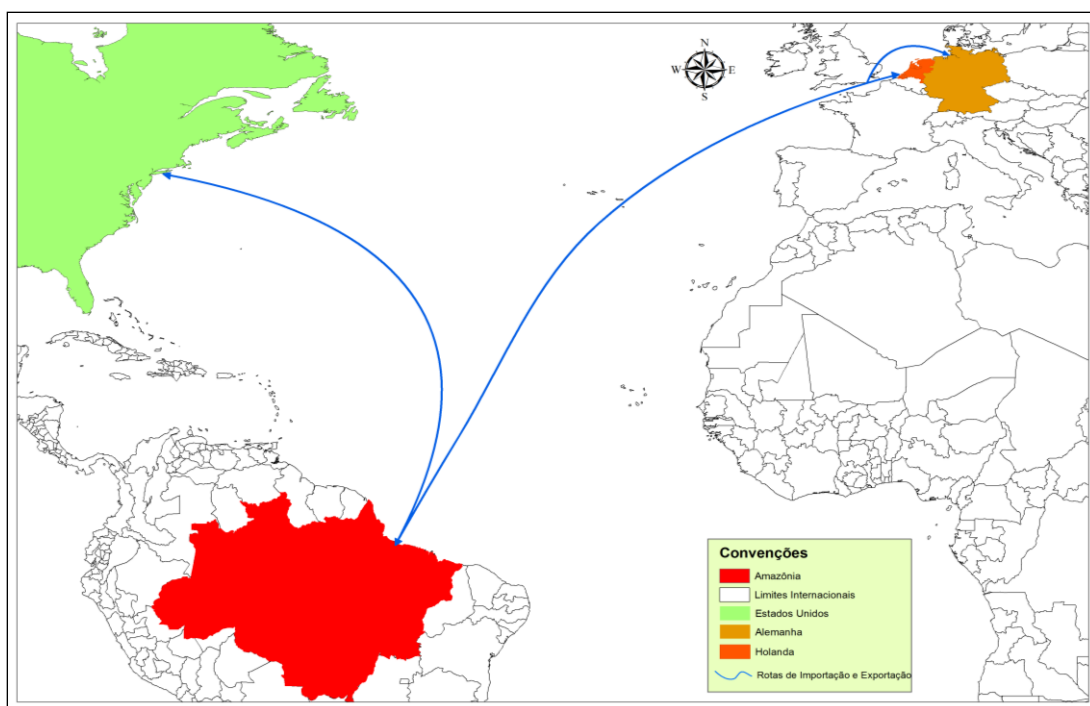 N
W E
S
Convenções
Amazônia
Limites Internacionais
Estados Unidos
Alemanha
Holanda
Rotas de Importação e Exportação